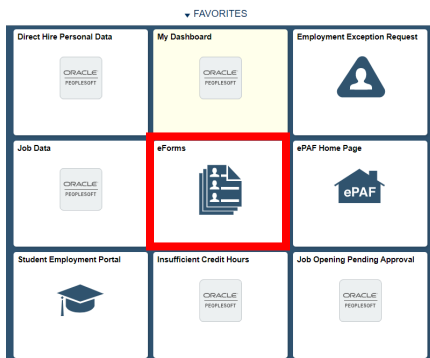 FAVORITES
Direct Hire Personal Data
My Dashboard
Employment Exception Request
ORACLE
PEOPLESOFT
ORACLE
PEOPLESOFT
Job Data
eForms
ePAF Home Page
ORACLE
PEOPLESOFT
ePAF
Student Employment Portal
Insufficient Credit Hours
Job Opening Pending Approval
ORACLE
PEOPLESOFT
ORACLE
PEOPLESOFT